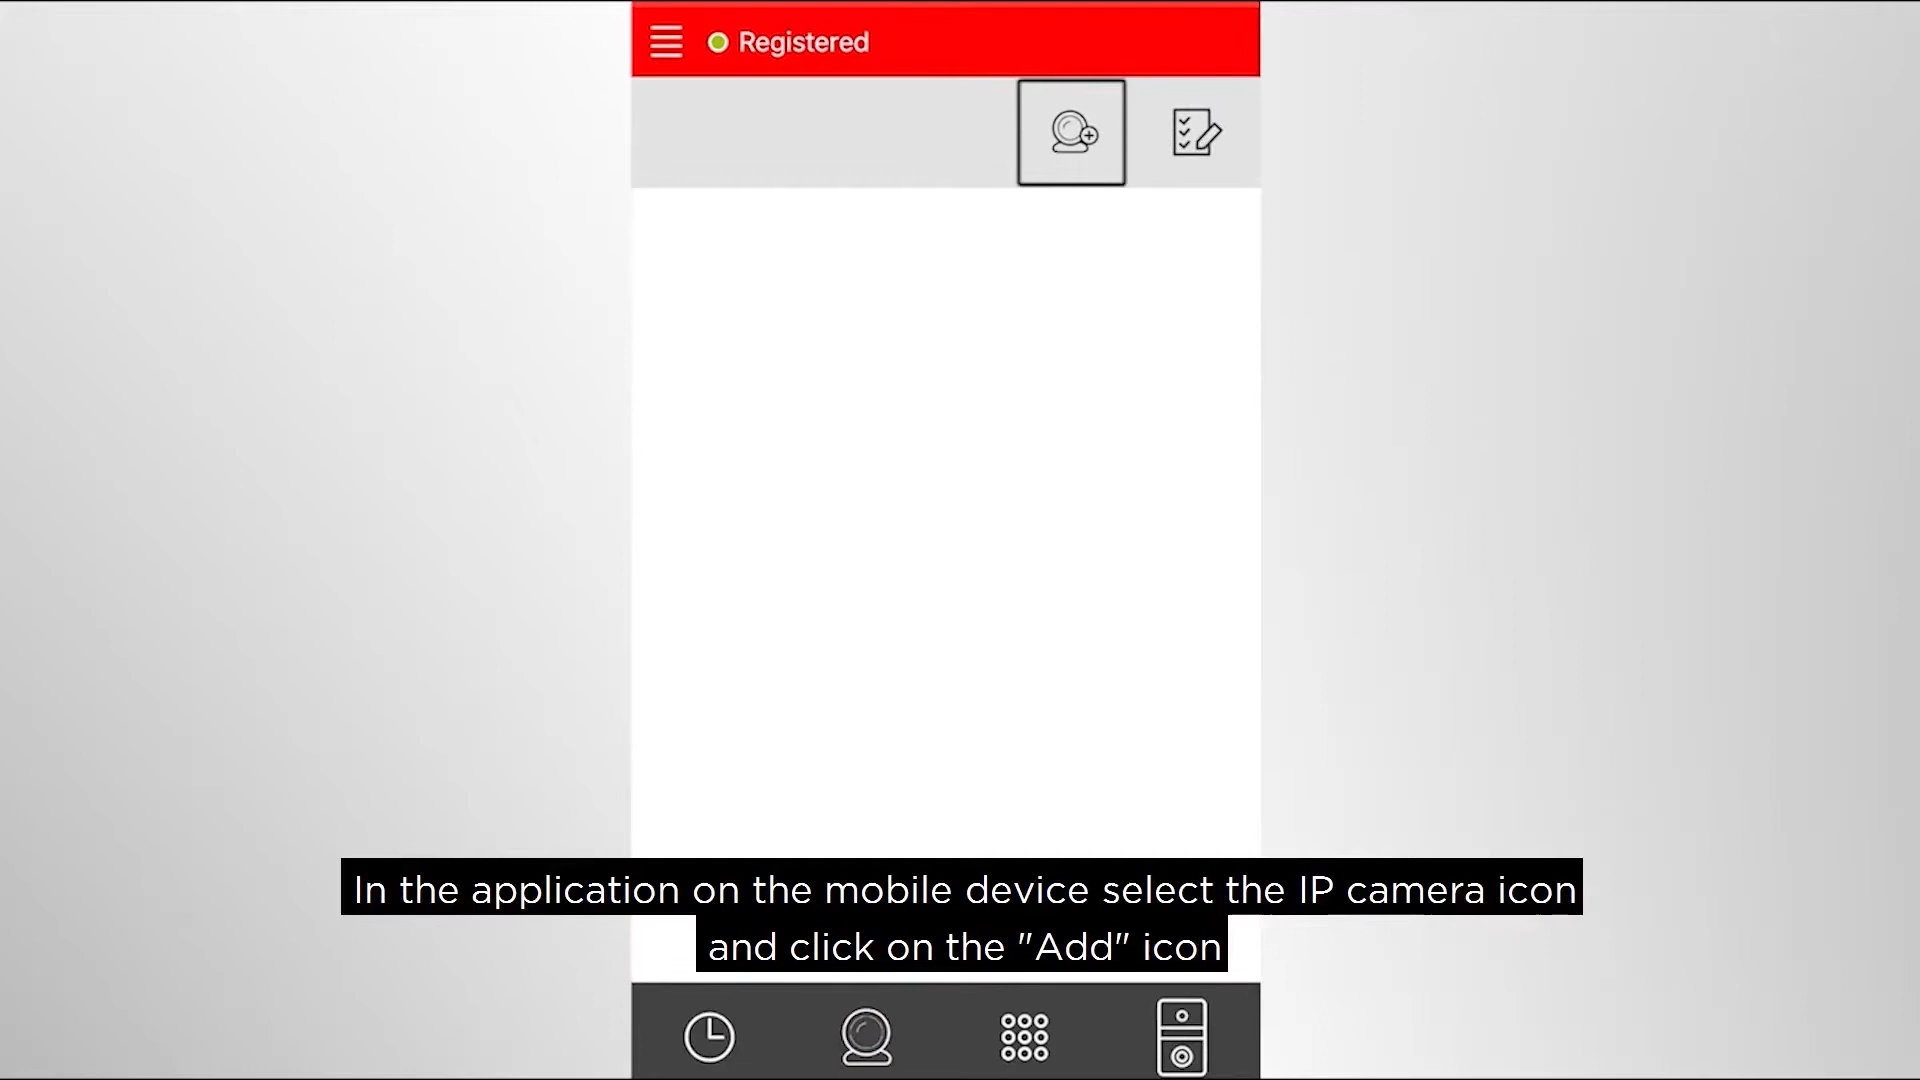 Registered
In the application on the mobile device select the IP camera icon
and click on the "Add" icon